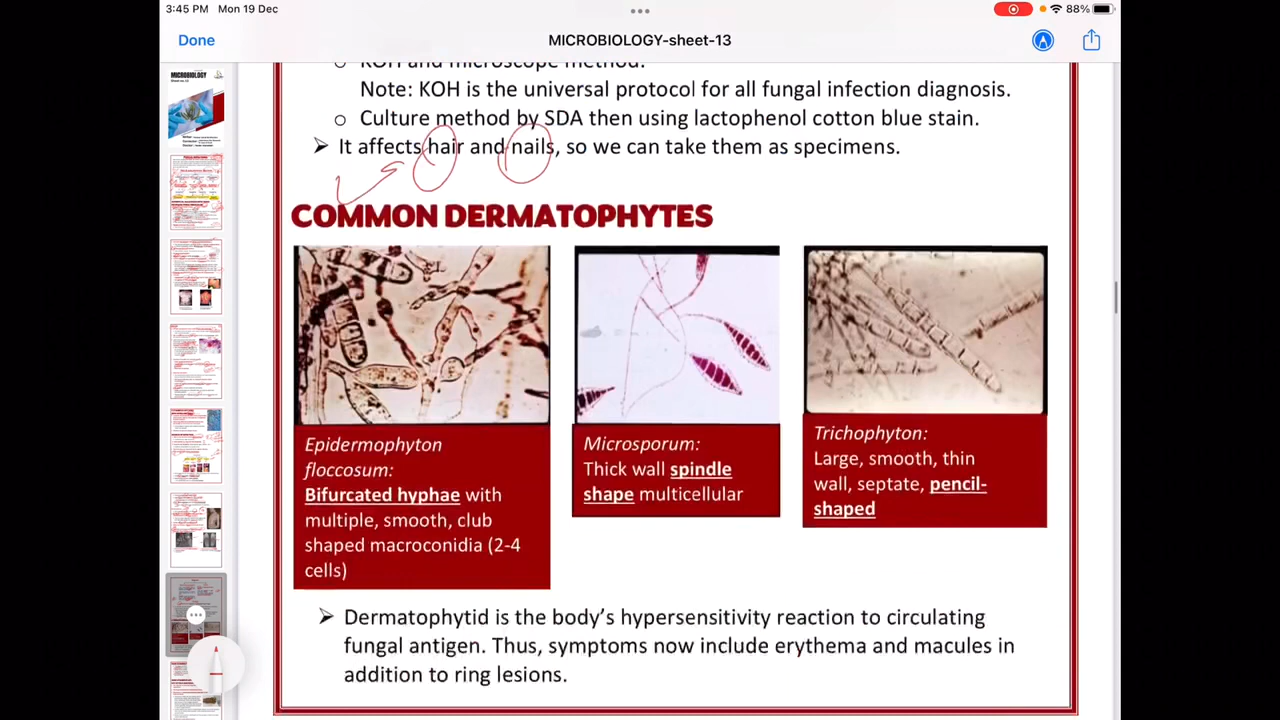 3:45 PM Mon 19 Dec
88%
Done
MICROBIOLOGY-sheet-13
MICROBIOLOGY
o KOH and microscope method.
Note: KOH is the universal protocol for all fungal infection diagnosis.
o Culture method by SDA then using lactophenol cotton blue stain.
➢ It affects hair and nails, so we can take them as specimens.
COMMON DERMATOPHYTES
Epidermophyton
floccosum:
Bifurcated hyphae with
multiple, smooth, club
shaped macroconidia (2-4
cells)
Microsporum:
Thick wall spindle
shape multicellular
Trichophyton:
Large, smooth, thin
wall, septate, pencil-
shaped
➢ Dermatophytid is the body's hypersensitivity reaction to circulating
fungal antigen. Thus, symptoms now include erythema and macules in
addition to ring lesions.